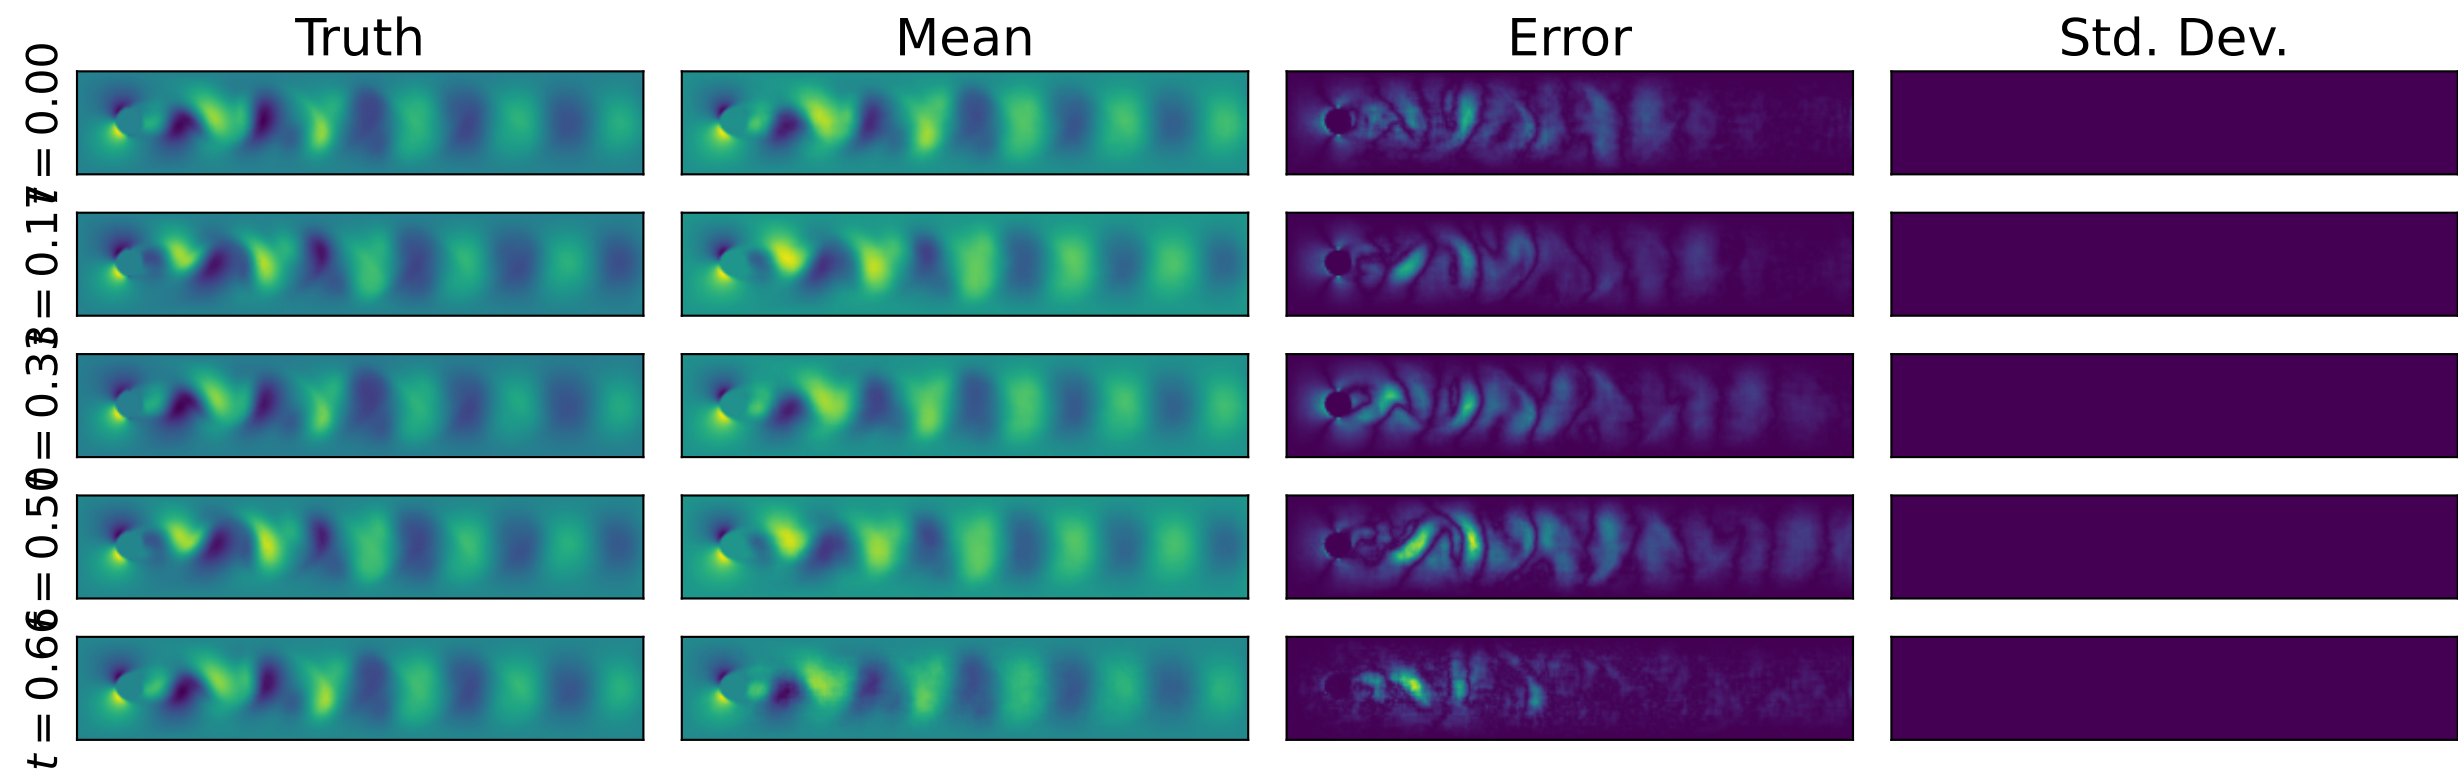 Truth Mean Error Std. Dev.
t = 0.00
t = 0.17
t = 0.33
t = 0.50
t = 0.66